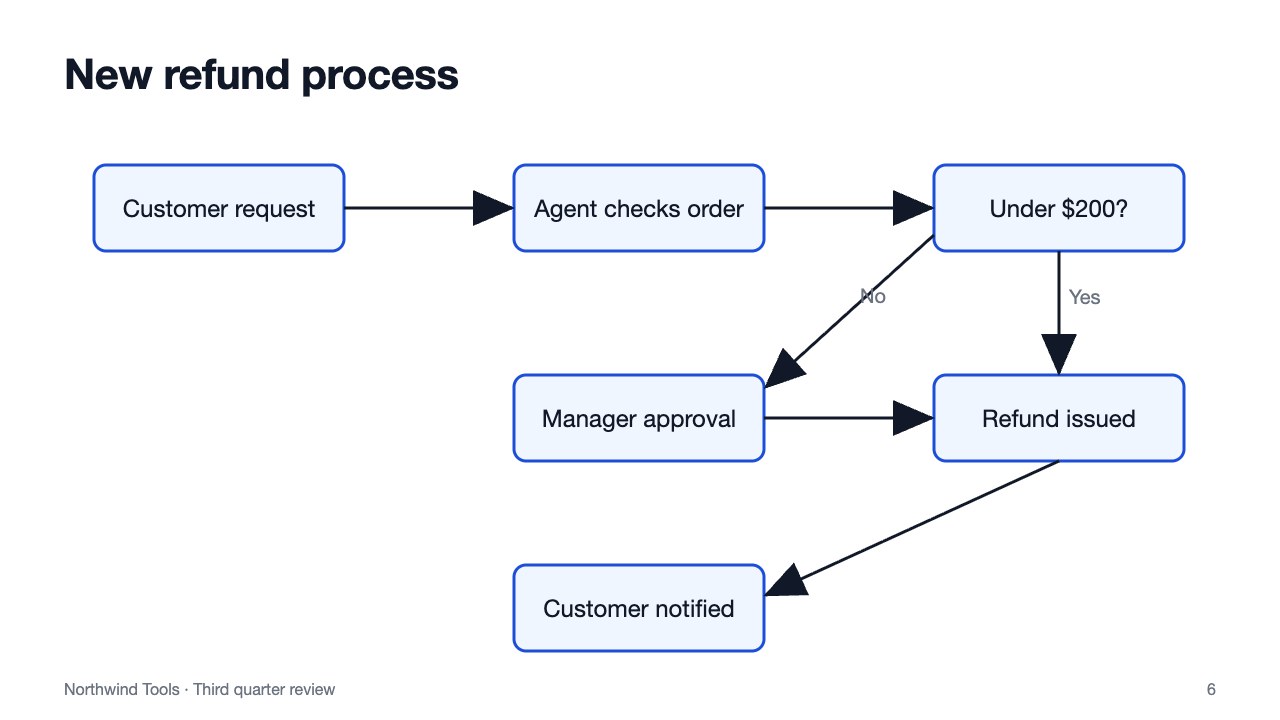 New refund process
Customer request
Agent checks order
Under $200?
No
Yes
Manager approval
Refund issued
Customer notified
Northwind Tools · Third quarter review
6